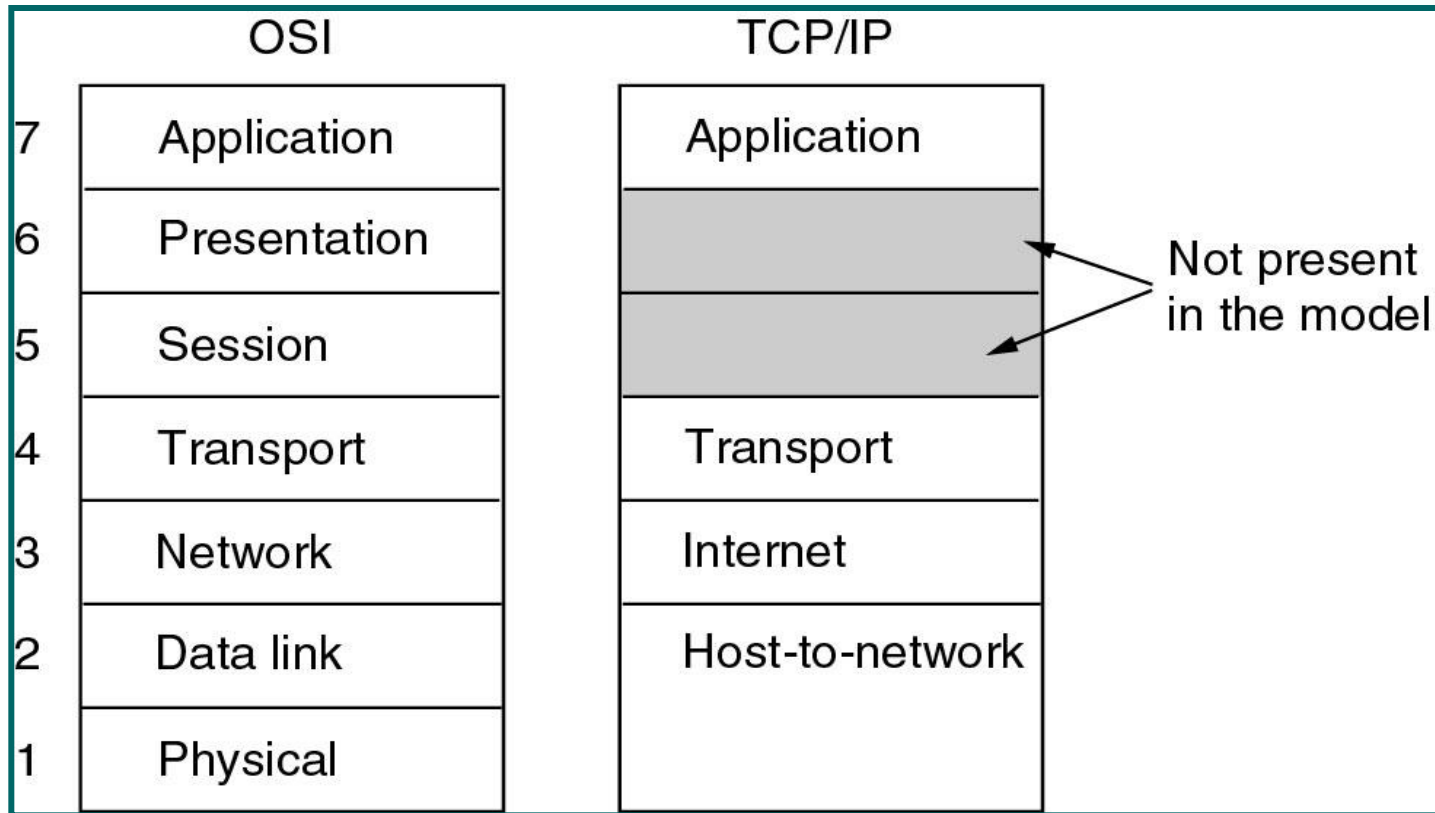 OSI TCP/IP
7 Application Application
6 Presentation
5 Session
Not present
in the model
4 Transport Transport
3 Network Internet
2 Data link Host-to-network
1 Physical